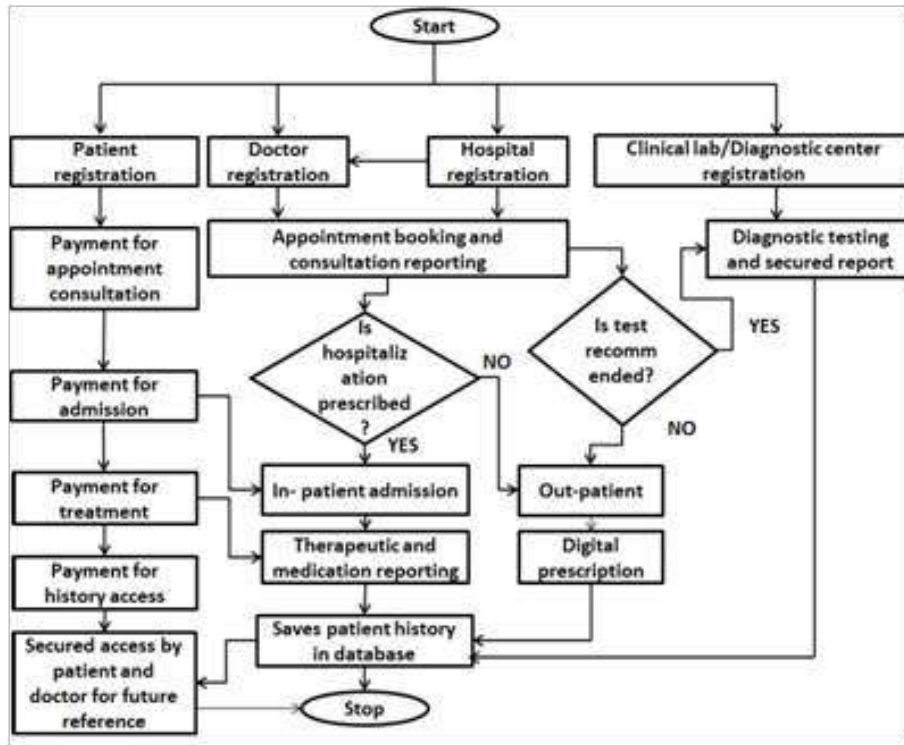 Start
Patient
registration
Doctor
registration
Hospital
registration
Clinical lab/Diagnostic center
registration
Payment for
appointment
consultation
Appointment booking and
consultation reporting
Diagnostic testing
and secured report
Is
hospitaliz
ation
prescribed
?
NO
Is test
recomm
ended?
YES
Payment for
admission
YES
NO
In- patient admission
Out-patient
Payment for
treatment
Therapeutic and
medication reporting
Digital
prescription
Payment for
history access
Saves patient history
in database
Secured access by
patient and
doctor for future
reference
Stop